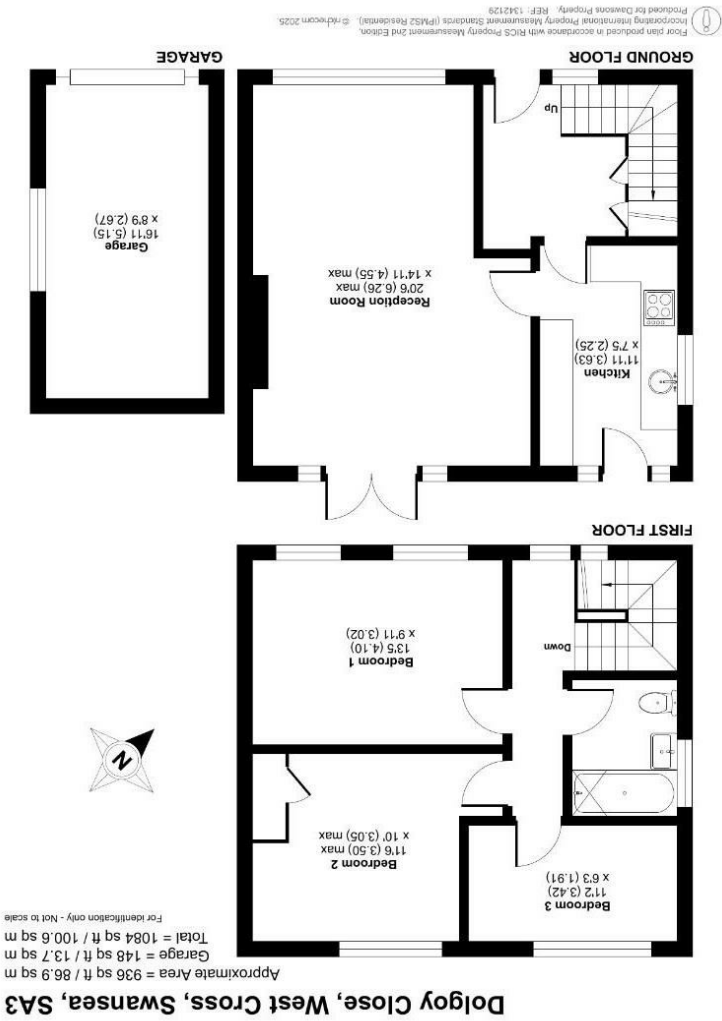 Dolgoy Close, West Cross, Swansea, SA3
Approximate Area = 936 sq ft / 86.9 sq m
Garage = 148 sq ft / 13.7 sq m
Total = 1084 sq ft / 100.6 sq m
For identification only - Not to scale
Bedroom 3
11'2 (3.42)
x 6'3 (1.91)
Bedroom 2
11'6 (3.50) max
x 10' (3.05) max
N
Bedroom 1
13'5 (4.10)
x 9'11 (3.02)
Down
FIRST FLOOR
Kitchen
11'11 (3.63)
x 7'5 (2.25)
Reception Room
20'6 (6.26) max
x 14'11 (4.55) max
Garage
16'11 (5.15)
x 8'9 (2.67)
Up
GROUND FLOOR
GARAGE
Floor plan produced in accordance with RICS Property Measurement 2nd Edition,
Incorporating International Property Measurement Standards (IPMS2 Residential). © nichecom 2025.
Produced for Dawsons Property. REF: 1342129